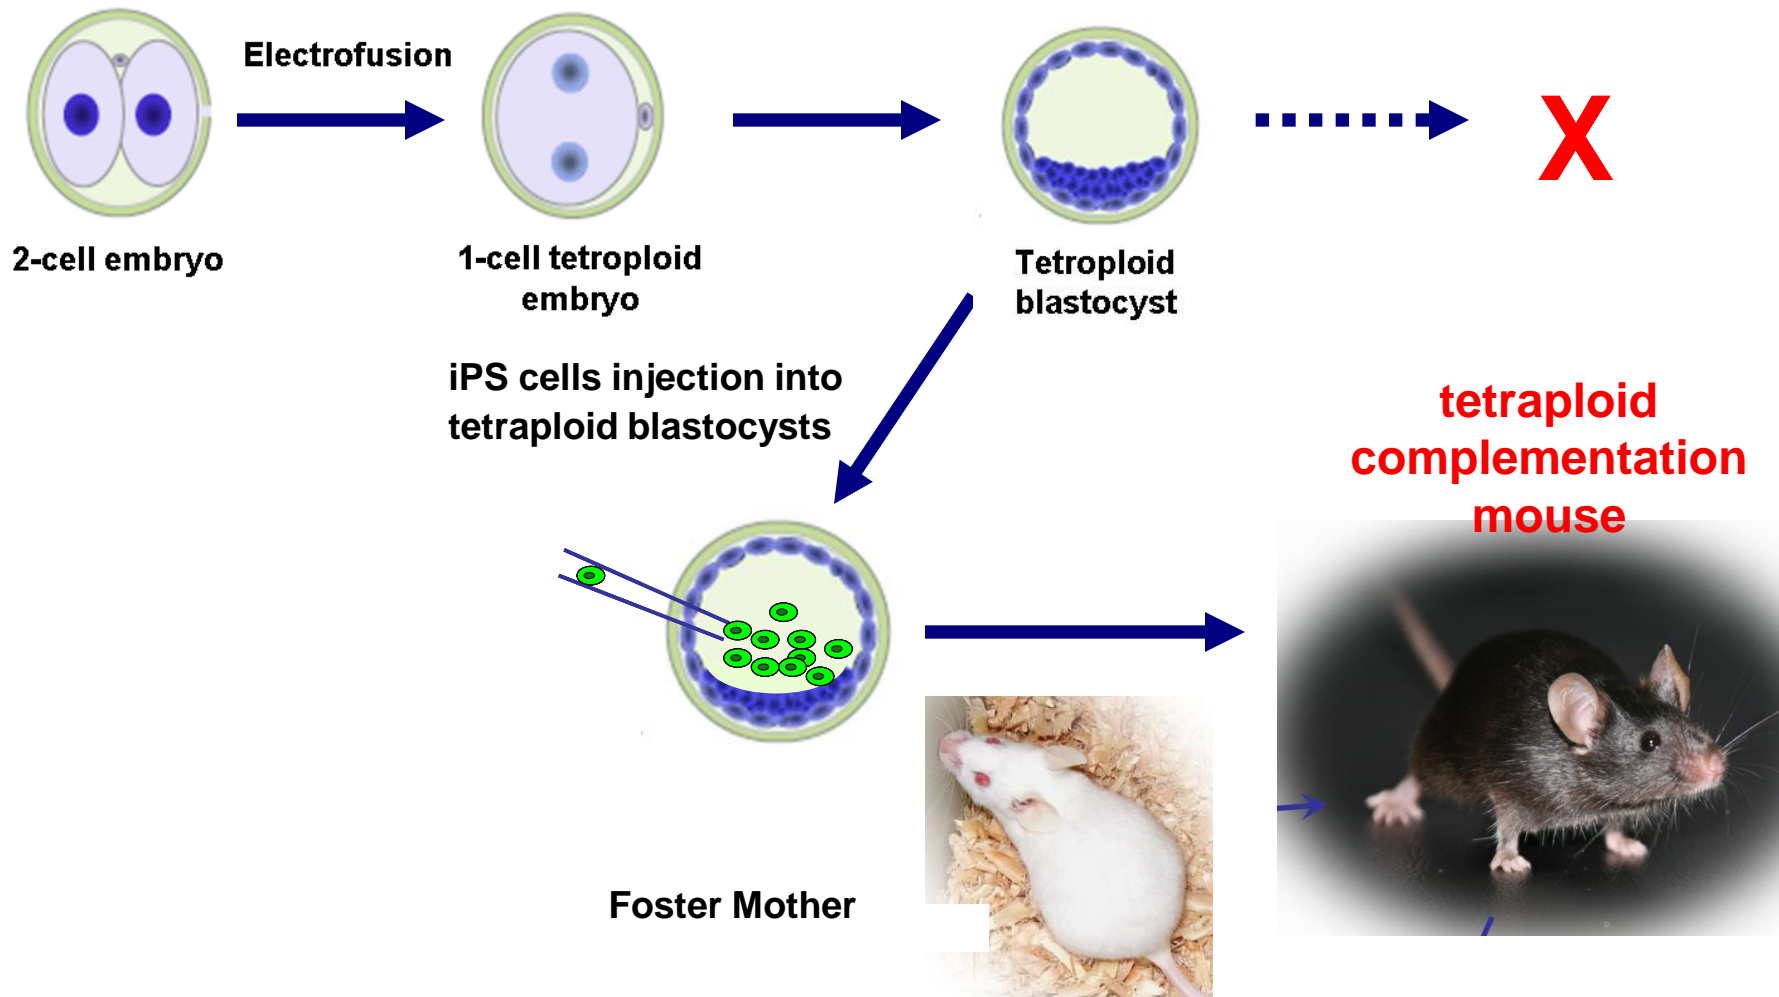 Electrofusion
X
2-cell embryo
1-cell tetroploid
embryo
Tetroploid
blastocyst
iPS cells injection into
tetraploid blastocysts
tetraploid
complementation
mouse
Foster Mother